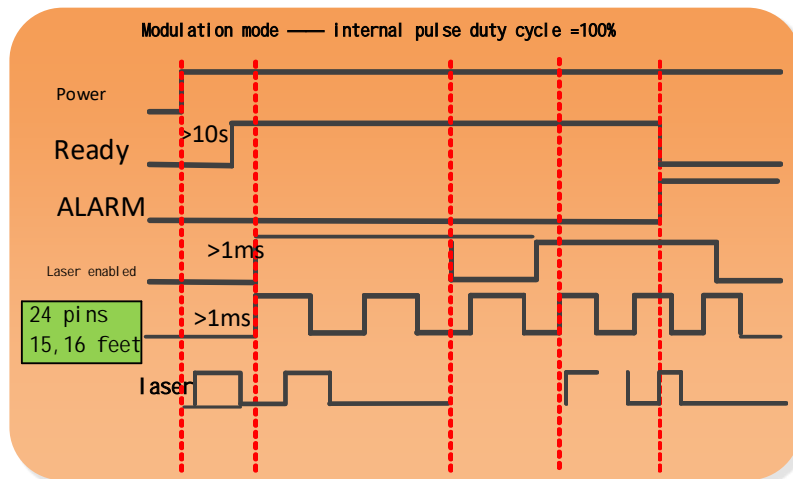 Modulation mode —— internal pulse duty cycle =100%
Power
>10s
Ready
ALARM
>1ms
Laser enabled
24 pins
15,16 feet
>1ms
laser